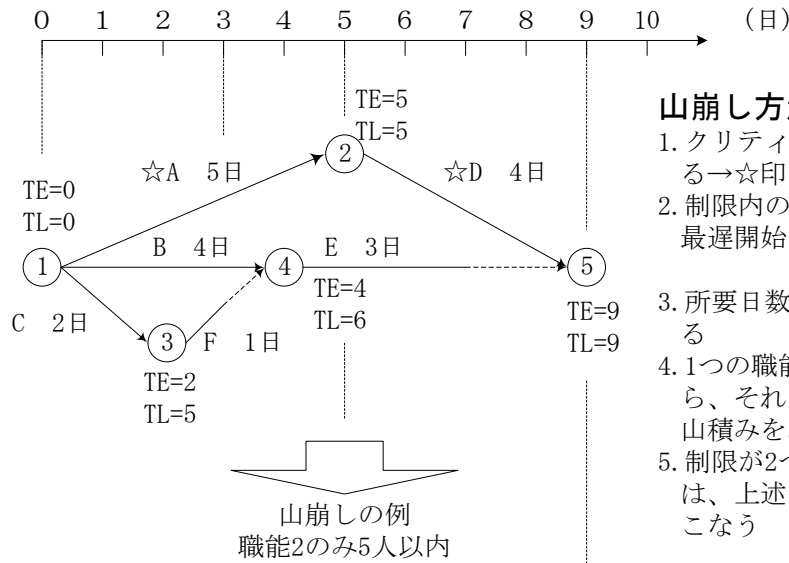 0 1 2 3 4 5 6 7 8 9 10 (日)
TE=5
TL=5
②
☆A 5日
☆D 4日
TE=0
TL=0
①
B 4日
④
E 3日
⑤
TE=4
TL=6
TE=9
TL=9
C 2日
③
F 1日
TE=2
TL=5
山崩しの例
職能2のみ5人以内
山崩し方
1.クリティ
る→☆印
2.制限内の
最遅開始
3.所要日数
る
4.1つの職能
ら、それ
山積みを
5.制限が2つ
は、上述
こなう